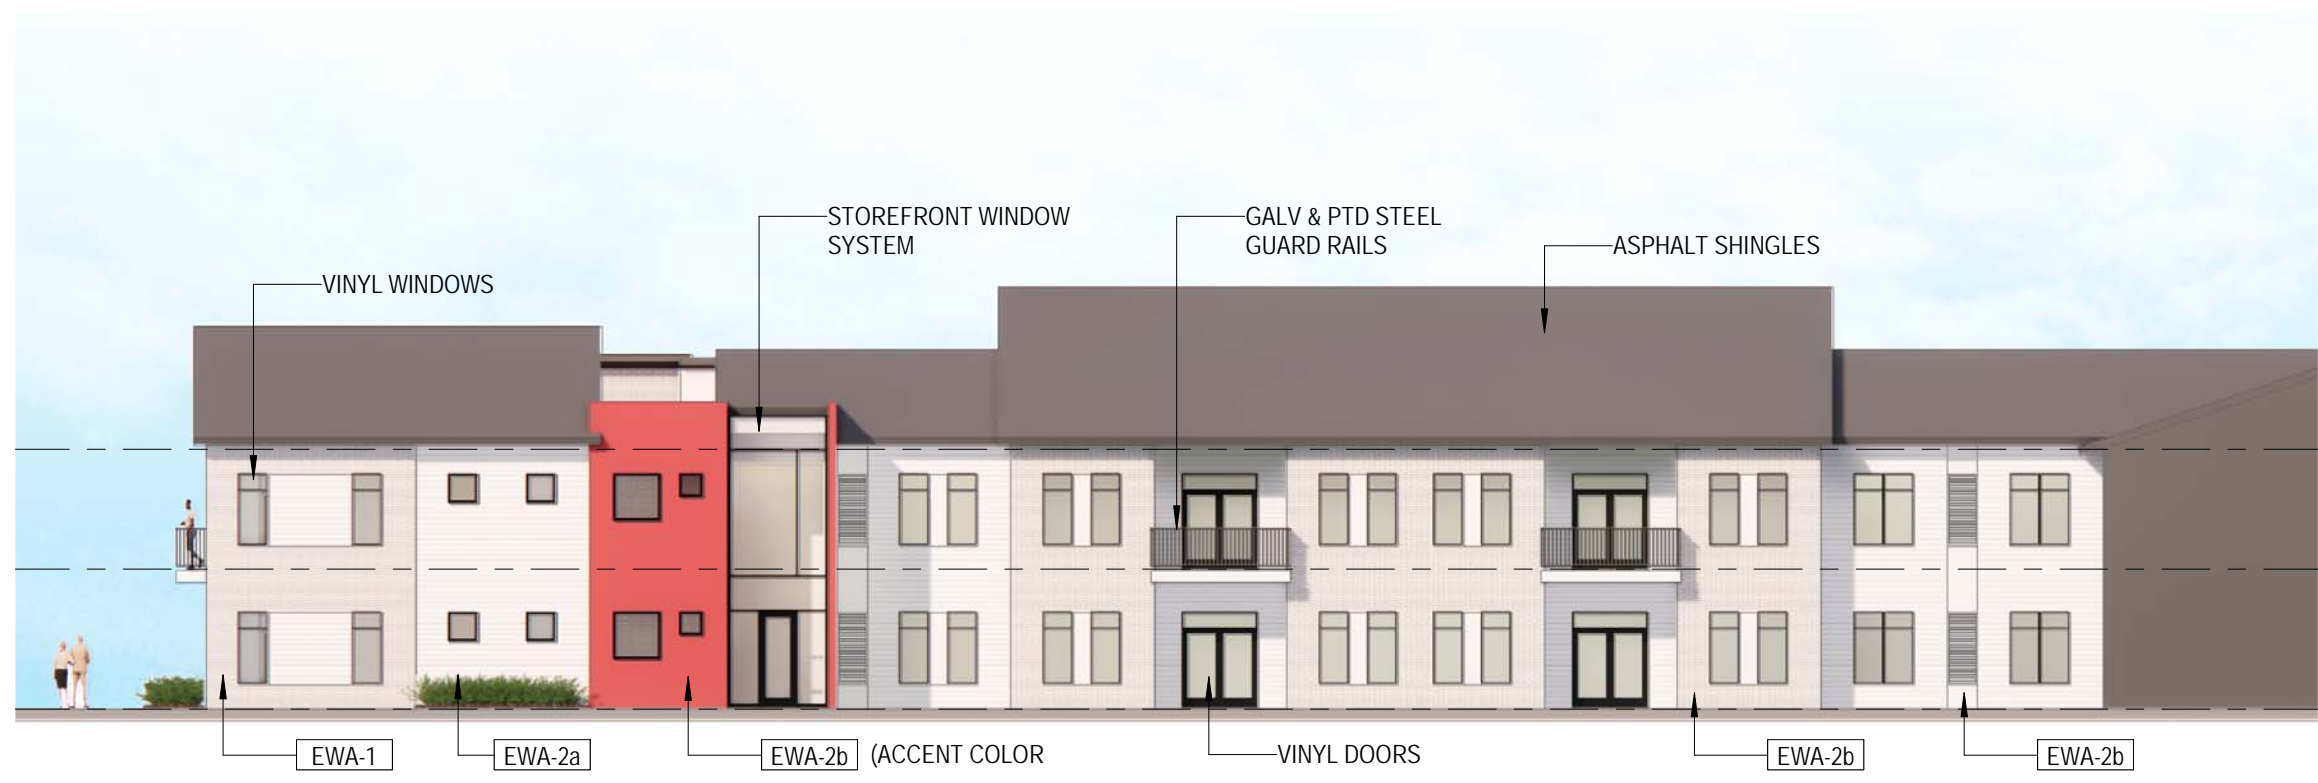 STOREFRONT WINDOW
SYSTEM
GALV & PTD STEEL
GUARD RAILS
ASPHALT SHINGLES
VINYL WINDOWS
EWA-1
EWA-2a
EWA-2b (ACCENT COLOR
VINYL DOORS
EWA-2b
EWA-2b